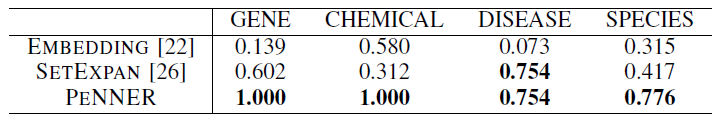 GENE CHEMICAL DISEASE SPECIES
EMBEDDING [22] 0.139 0.580 0.073 0.315
SETEXPAN [26] 0.602 0.312 0.754 0.417
PENNER 1.000 1.000 0.754 0.776